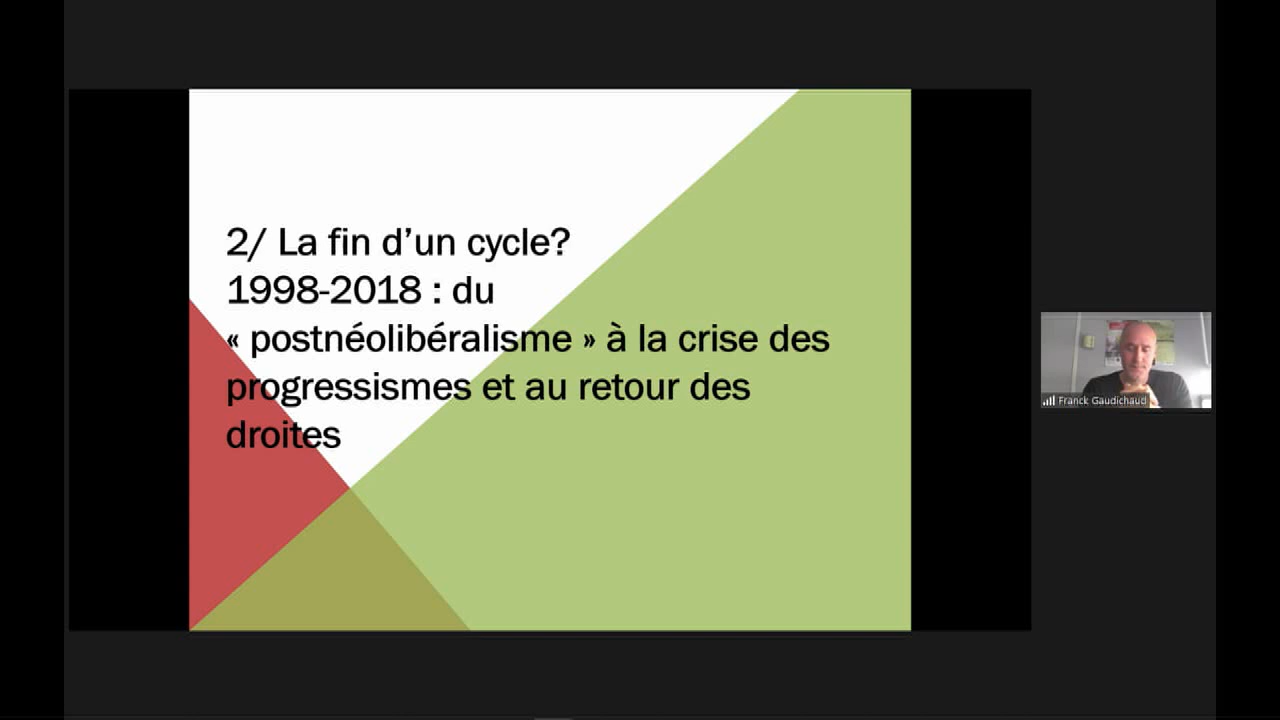 2/ La fin d’un cycle?
1998-2018 : du
« postnéolibéralisme » à la crise des
progressismes et au retour des
droites
Franck Gaudichaud